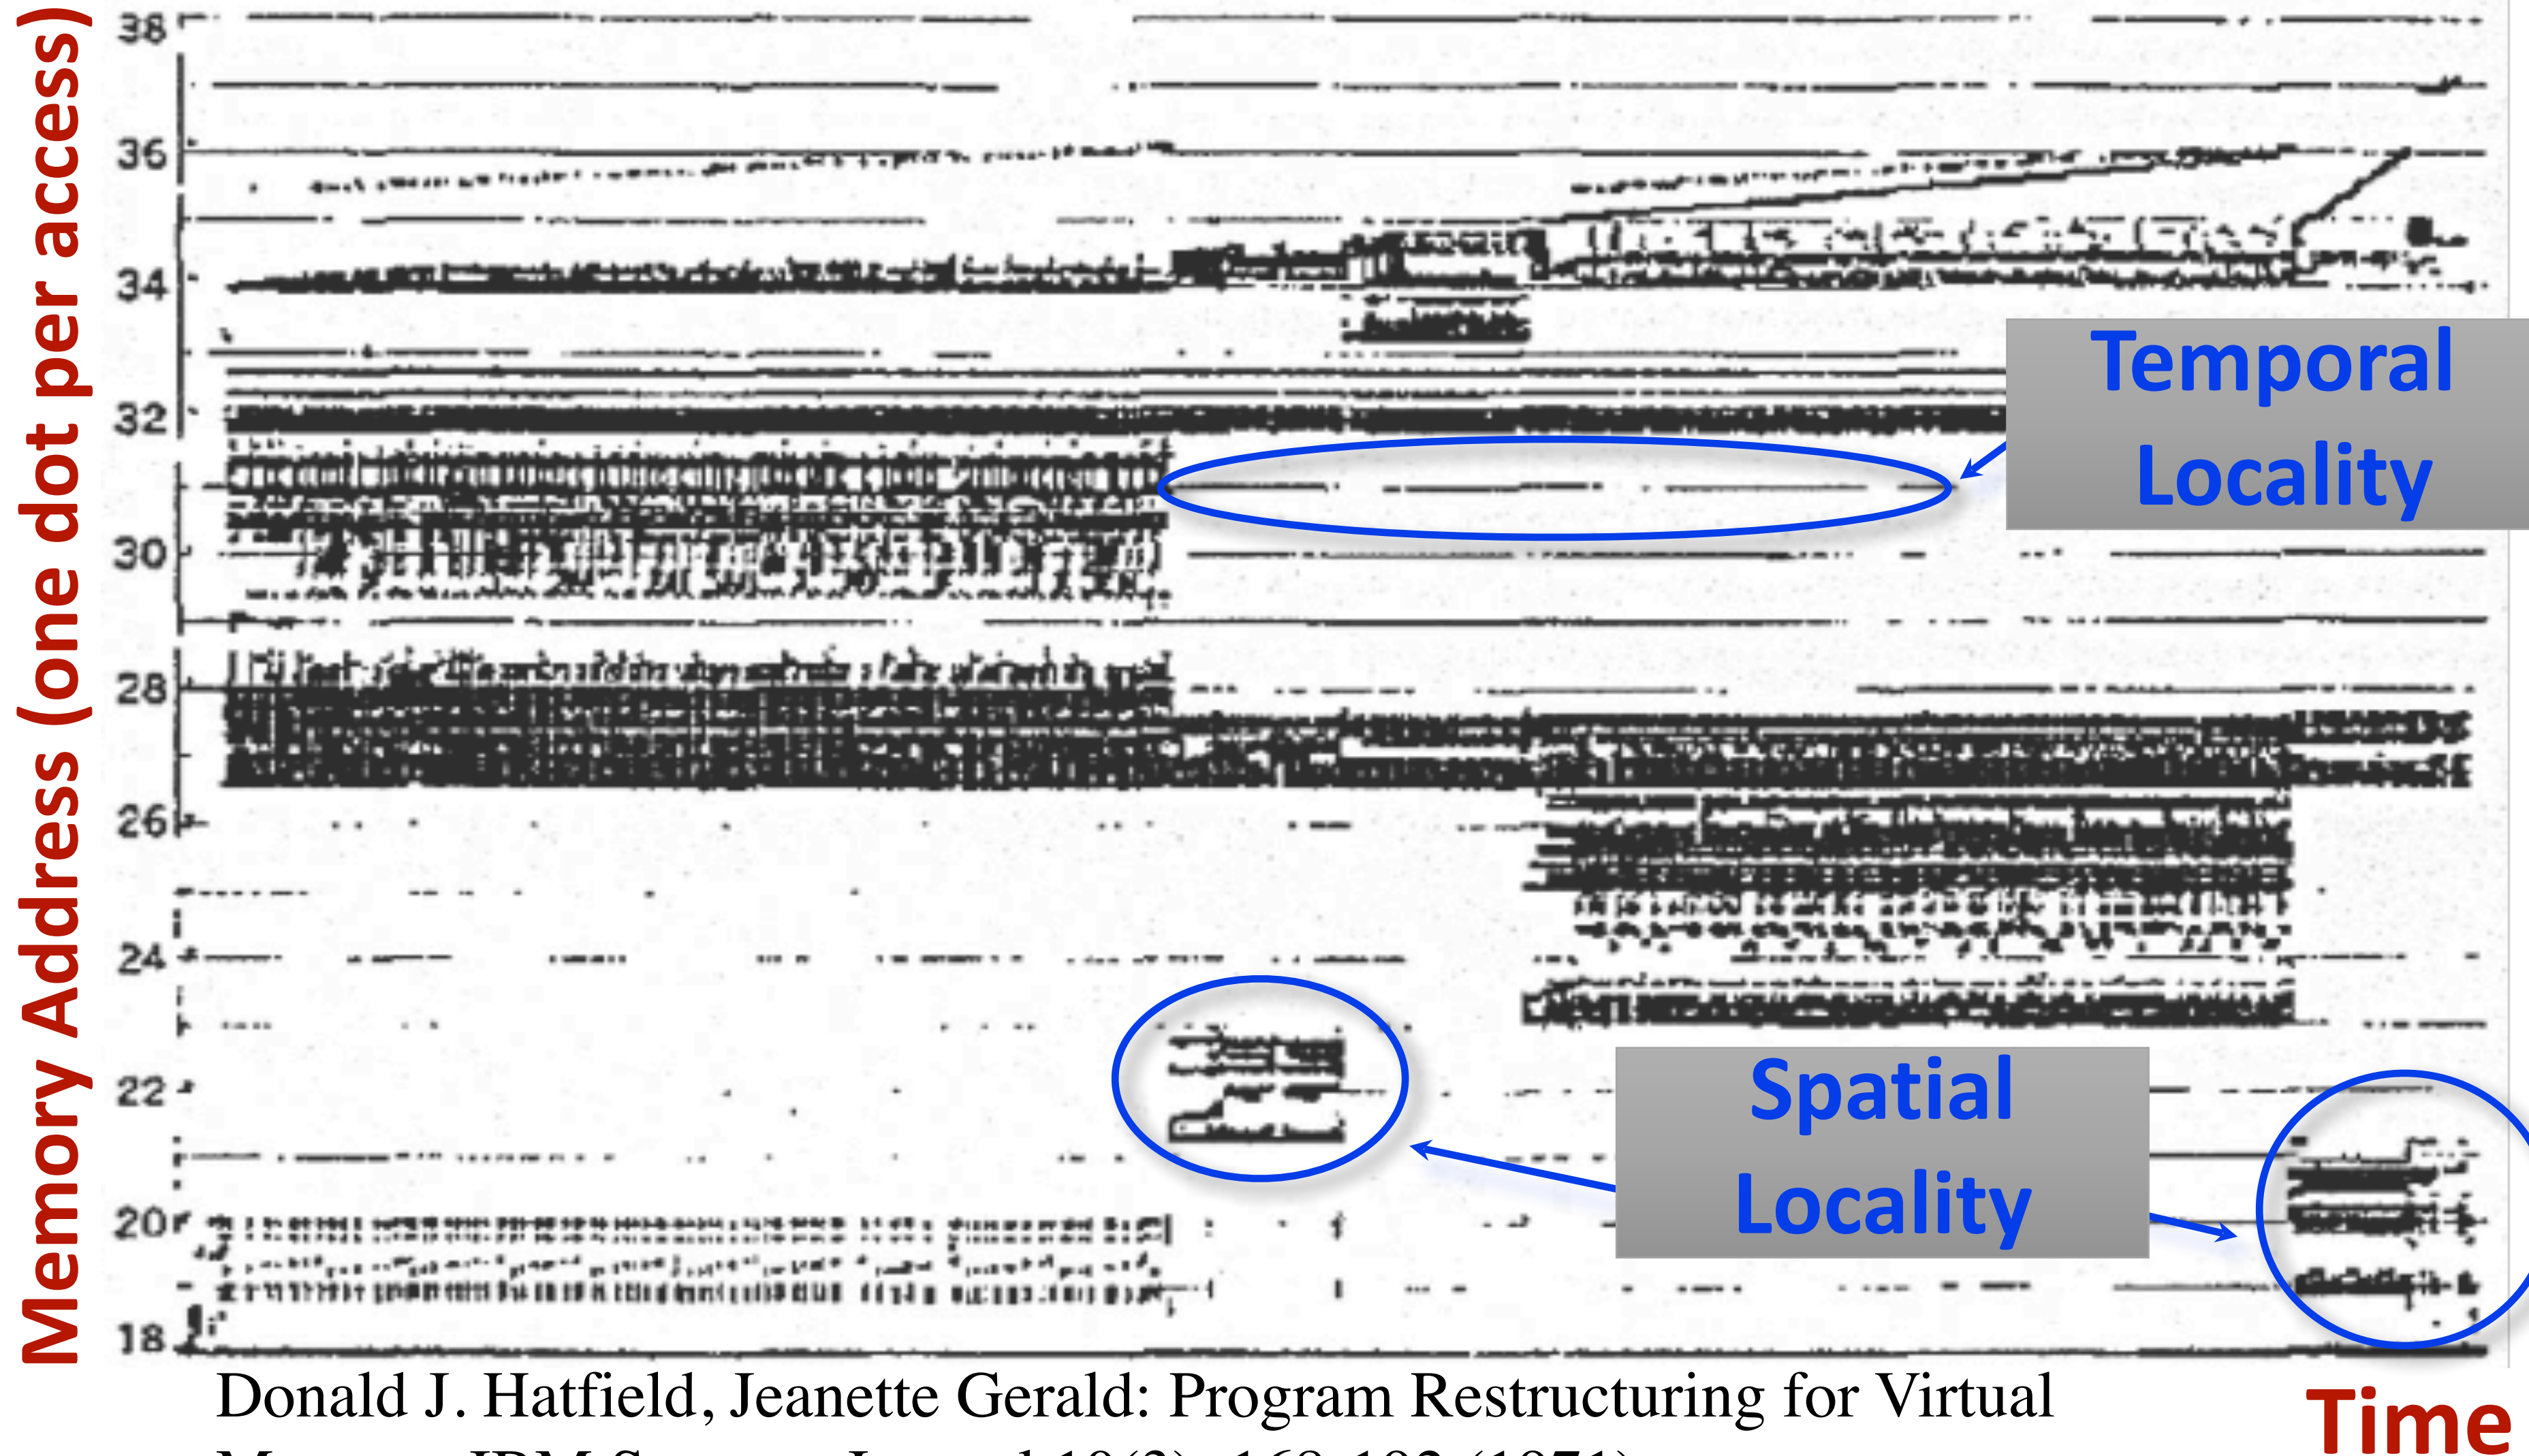 Memory Address (one dot per access)
38
36
34
32
30
28
26
24
22
20
18
Temporal
Locality
Spatial
Locality
Donald J. Hatfield, Jeanette Gerald: Program Restructuring for Virtual
Time